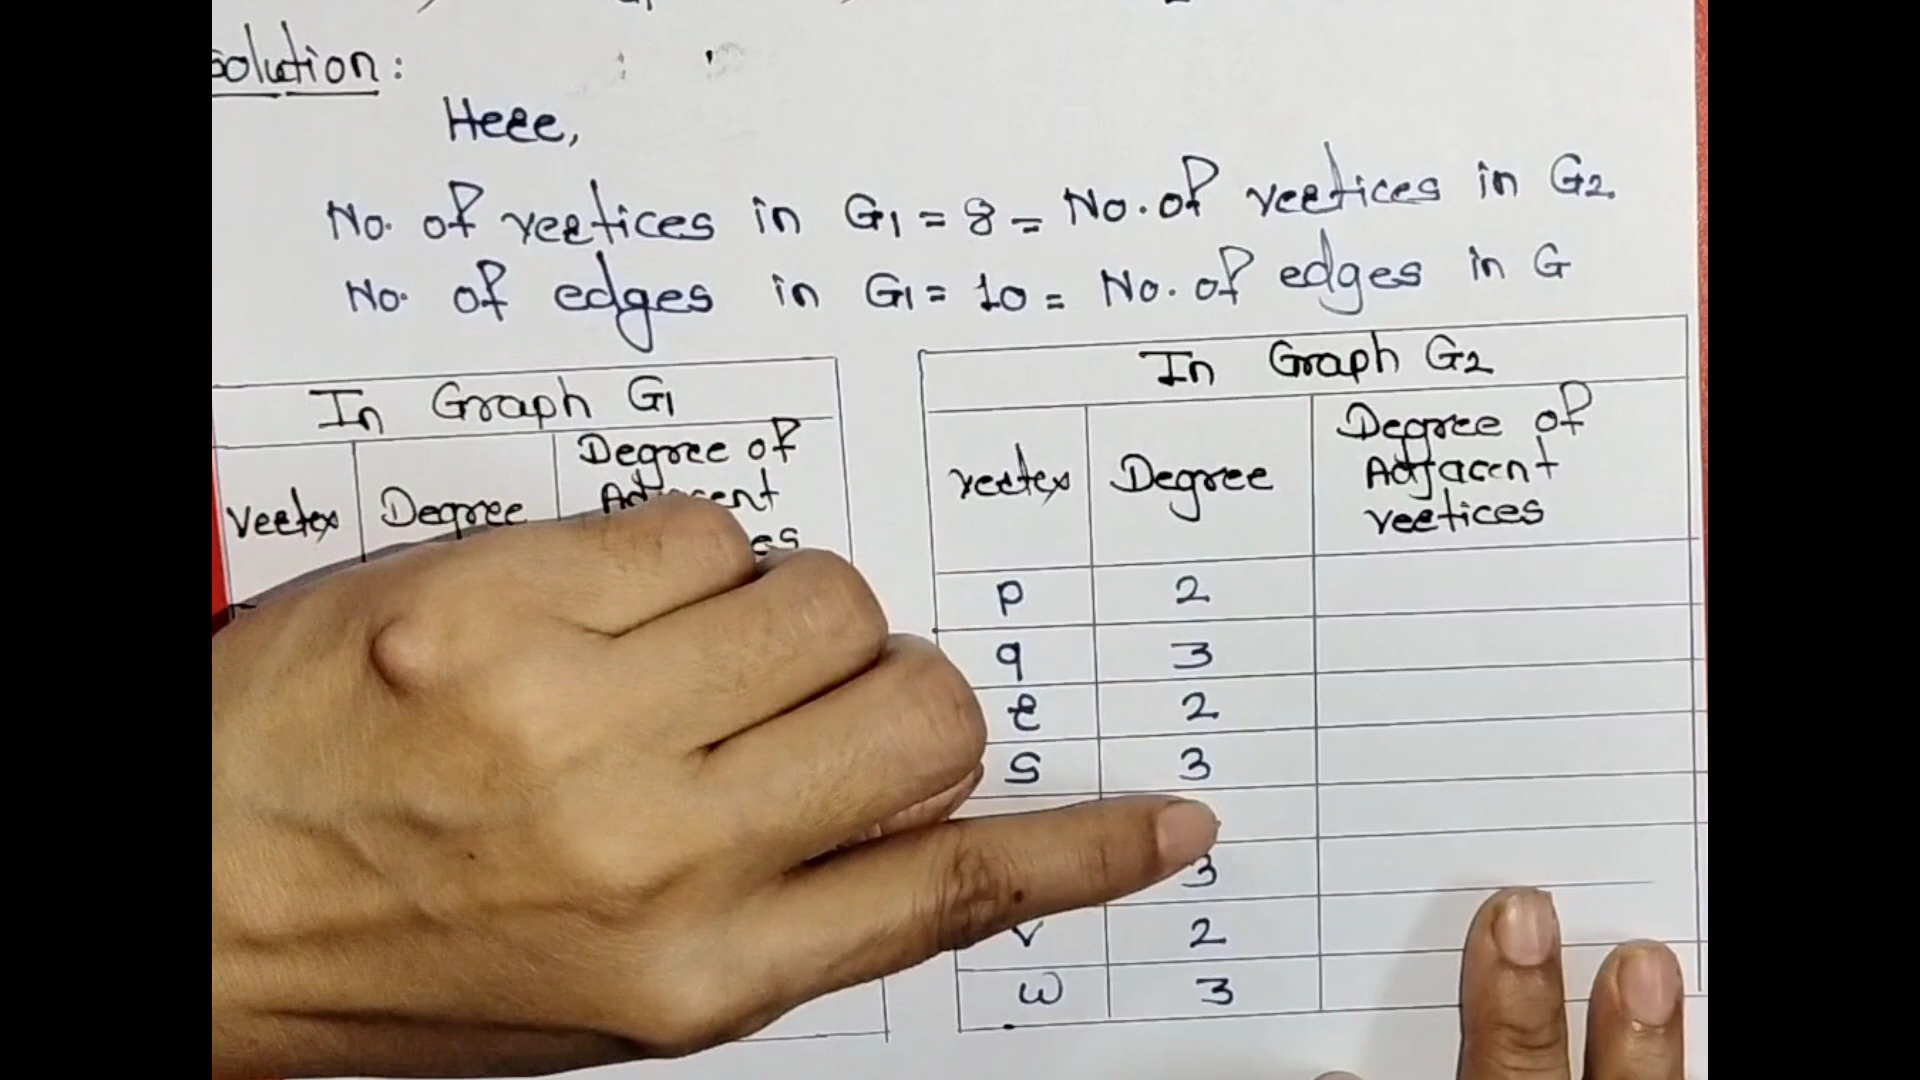 solution:
Here,
No. of vertices in G1 = 8 = No. of vertices in G2.
No. of edges in G1 = 10 = No. of edges in G
In Graph G1
Vertex Degree Degree of
Adjacent
In Graph G2
vertex Degree Degree of
Adjacent
vertices
p 2
q 3
r 2
s 3
3
v 2
w 3